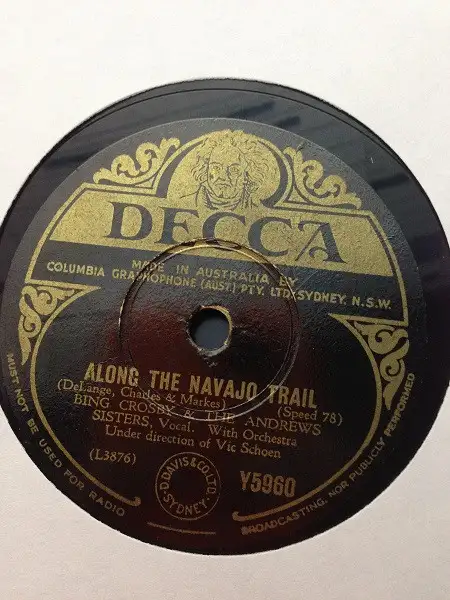 DECCA
MADE IN AUSTRALIA BY
COLUMBIA GRAPHOPHONE (AUST) PTY. LTD. SYDNEY, N.S.W.
ALONG THE NAVAJO TRAIL
(DeLange, Charles & Markes) (Speed 78)
BING CROSBY & THE ANDREWS
SISTERS, Vocal. With Orchestra
Under direction of Vic Schoen
(L3876)
D. DAVIS & CO. LTD.
SYDNEY.
Y5960
MUST NOT BE USED FOR RADIO
BROADCASTING, NOR PUBLICLY PERFORMED